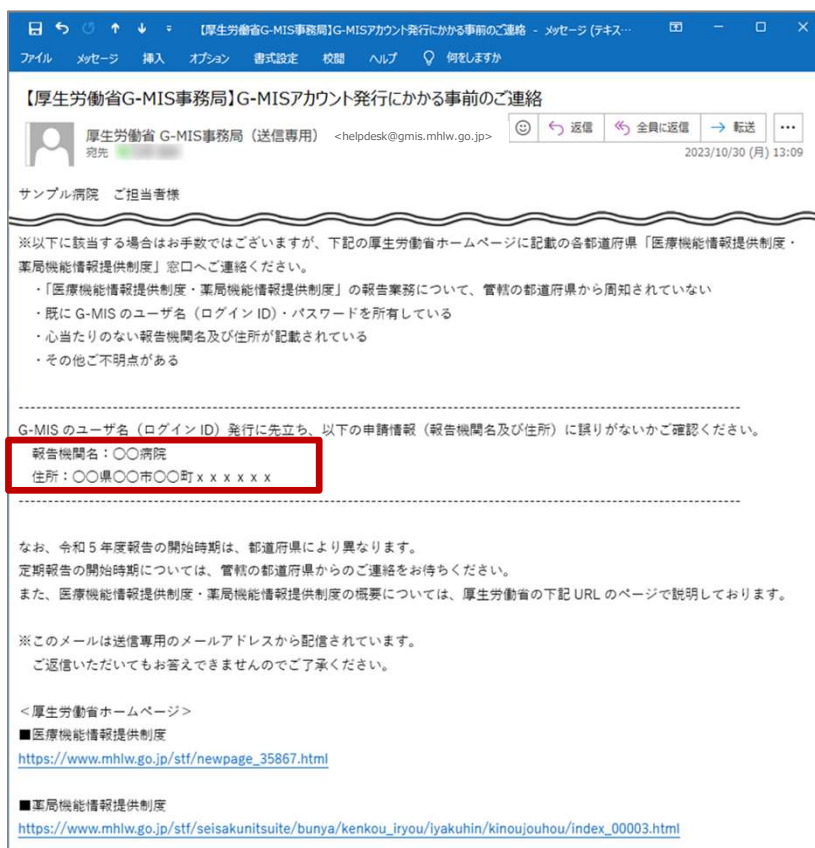 【厚生労働省G-MIS事務局】G-MISアカウント発行にかかる事前のご連絡 - メッセージ (テキス…
ファイル メッセージ 挿入 オプション 書式設定 校閲 ヘルプ 何をしますか
【厚生労働省G-MIS事務局】G-MISアカウント発行にかかる事前のご連絡
厚生労働省 G-MIS事務局（送信専用） <helpdesk@gmis.mhlw.go.jp>
返信 全員に返信 転送 …
宛先
2023/10/30 (月) 13:09
サンプル病院　ご担当者様
※以下に該当する場合はお手数ではございますが、下記の厚生労働省ホームページに記載の各都道府県「医療機能情報提供制度・
薬局機能情報提供制度」窓口へご連絡ください。
・「医療機能情報提供制度・薬局機能情報提供制度」の報告業務について、管轄の都道府県から周知されていない
・既に G-MIS のユーザ名（ログイン ID）・パスワードを所有している
・心当たりのない報告機関名及び住所が記載されている
・その他ご不明点がある
--------------------------------------------------------------------------------
G-MIS のユーザ名（ログイン ID）発行に先立ち、以下の申請情報（報告機関名及び住所）に誤りがないかご確認ください。
報告機関名：〇〇病院
住所：〇〇県〇〇市〇〇町ｘｘｘｘｘｘ
--------------------------------------------------------------------------------
なお、令和５年度報告の開始時期は、都道府県により異なります。
定期報告の開始時期については、管轄の都道府県からのご連絡をお待ちください。
また、医療機能情報提供制度・薬局機能情報提供制度の概要については、厚生労働省の下記 URL のページで説明しております。
※このメールは送信専用のメールアドレスから配信されています。
ご返信いただいてもお答えできませんのでご了承ください。
＜厚生労働省ホームページ＞
■医療機能情報提供制度
https://www.mhlw.go.jp/stf/newpage_35867.html
■薬局機能情報提供制度
https://www.mhlw.go.jp/stf/seisakunitsuite/bunya/kenkou_iryou/iyakuhin/kinoujouhou/index_00003.html